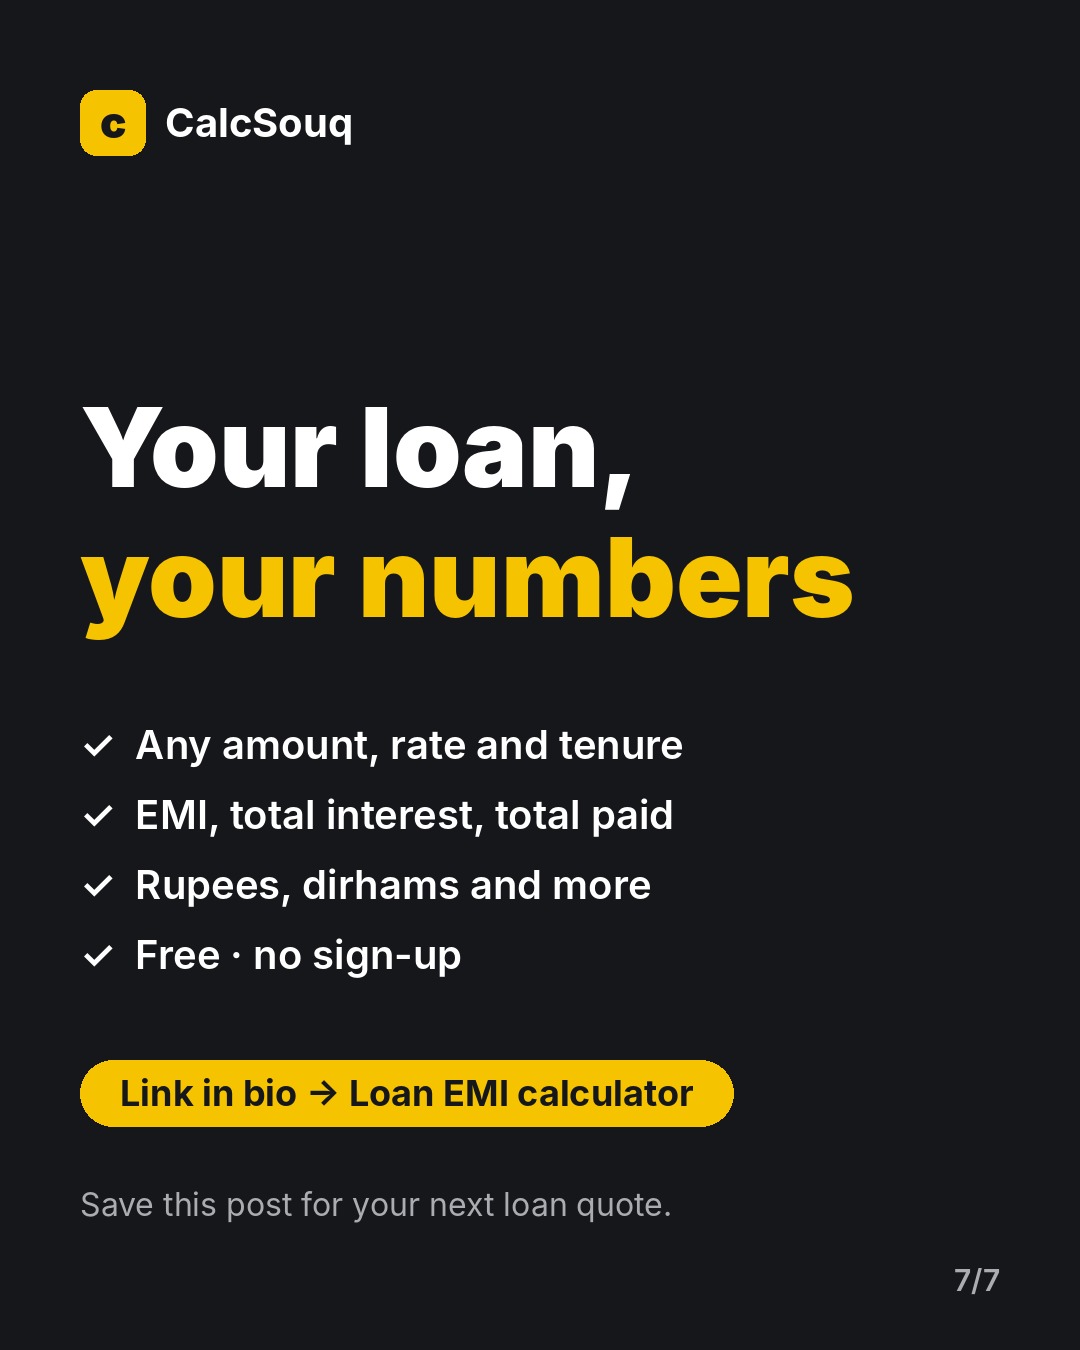 c CalcSouq
Your loan,
your numbers
✓ Any amount, rate and tenure
✓ EMI, total interest, total paid
✓ Rupees, dirhams and more
✓ Free · no sign-up
Link in bio → Loan EMI calculator
Save this post for your next loan quote.
7/7